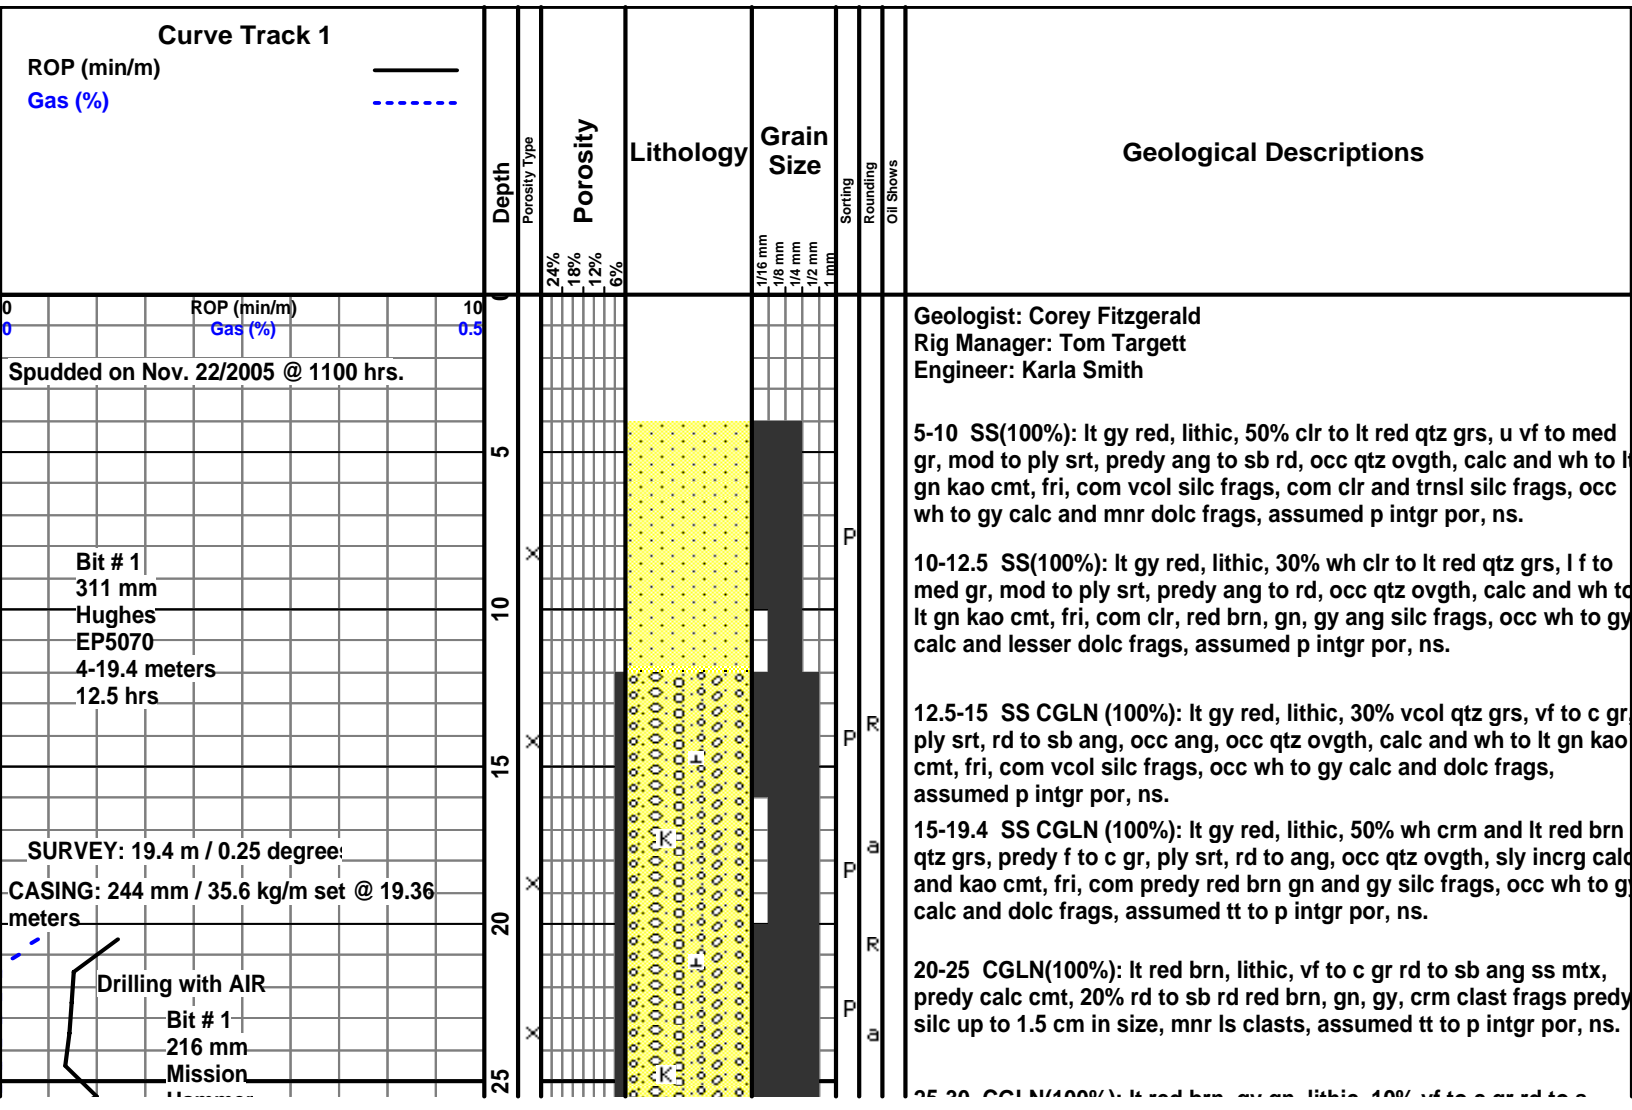 Curve Track 1
ROP (min/m)
Gas (%)
Depth
Porosity Type
Porosity
24%
18%
12%
6%
Lithology
Grain
Size
1/16 mm
1/8 mm
1/4 mm
1/2 mm
1 mm
Sorting
Rounding
Oil Shows
Geological Descriptions
0 ROP (min/m) 10
0 Gas (%) 0.5
Spudded on Nov. 22/2005 @ 1100 hrs.
Bit # 1
311 mm
Hughes
EP5070
4-19.4 meters
12.5 hrs
SURVEY: 19.4 m / 0.25 degree
CASING: 244 mm / 35.6 kg/m set @ 19.36
meters
Drilling with AIR
Bit # 1
216 mm
Mission
Hammer
0
5
10
15
20
25
K
K
P
P
P
P
R
a
R
a
Geologist: Corey Fitzgerald
Rig Manager: Tom Targett
Engineer: Karla Smith
5-10 SS(100%): lt gy red, lithic, 50% clr to lt red qtz grs, u vf to med
gr, mod to ply srt, predy ang to sb rd, occ qtz ovgth, calc and wh to lt
gn kao cmt, fri, com vcol silc frags, com clr and trnsl silc frags, occ
wh to gy calc and mnr dolc frags, assumed p intgr por, ns.
10-12.5 SS(100%): lt gy red, lithic, 30% wh clr to lt red qtz grs, l f to
med gr, mod to ply srt, predy ang to rd, occ qtz ovgth, calc and wh to
lt gn kao cmt, fri, com clr, red brn, gn, gy ang silc frags, occ wh to gy
calc and lesser dolc frags, assumed p intgr por, ns.
12.5-15 SS CGLN (100%): lt gy red, lithic, 30% vcol qtz grs, vf to c gr,
ply srt, rd to sb ang, occ ang, occ qtz ovgth, calc and wh to lt gn kao
cmt, fri, com vcol silc frags, occ wh to gy calc and dolc frags,
assumed p intgr por, ns.
15-19.4 SS CGLN (100%): lt gy red, lithic, 50% wh crm and lt red brn
qtz grs, predy f to c gr, ply srt, rd to ang, occ qtz ovgth, sly incrg calc
and kao cmt, fri, com predy red brn gn and gy silc frags, occ wh to gy
calc and dolc frags, assumed tt to p intgr por, ns.
20-25 CGLN(100%): lt red brn, lithic, vf to c gr rd to sb ang ss mtx,
predy calc cmt, 20% rd to sb rd red brn, gn, gy, crm clast frags predy
silc up to 1.5 cm in size, mnr ls clasts, assumed tt to p intgr por, ns.
25-30 CGLN(100%): lt red brn, gy gn, lithic, 10% vf to c gr rd to a